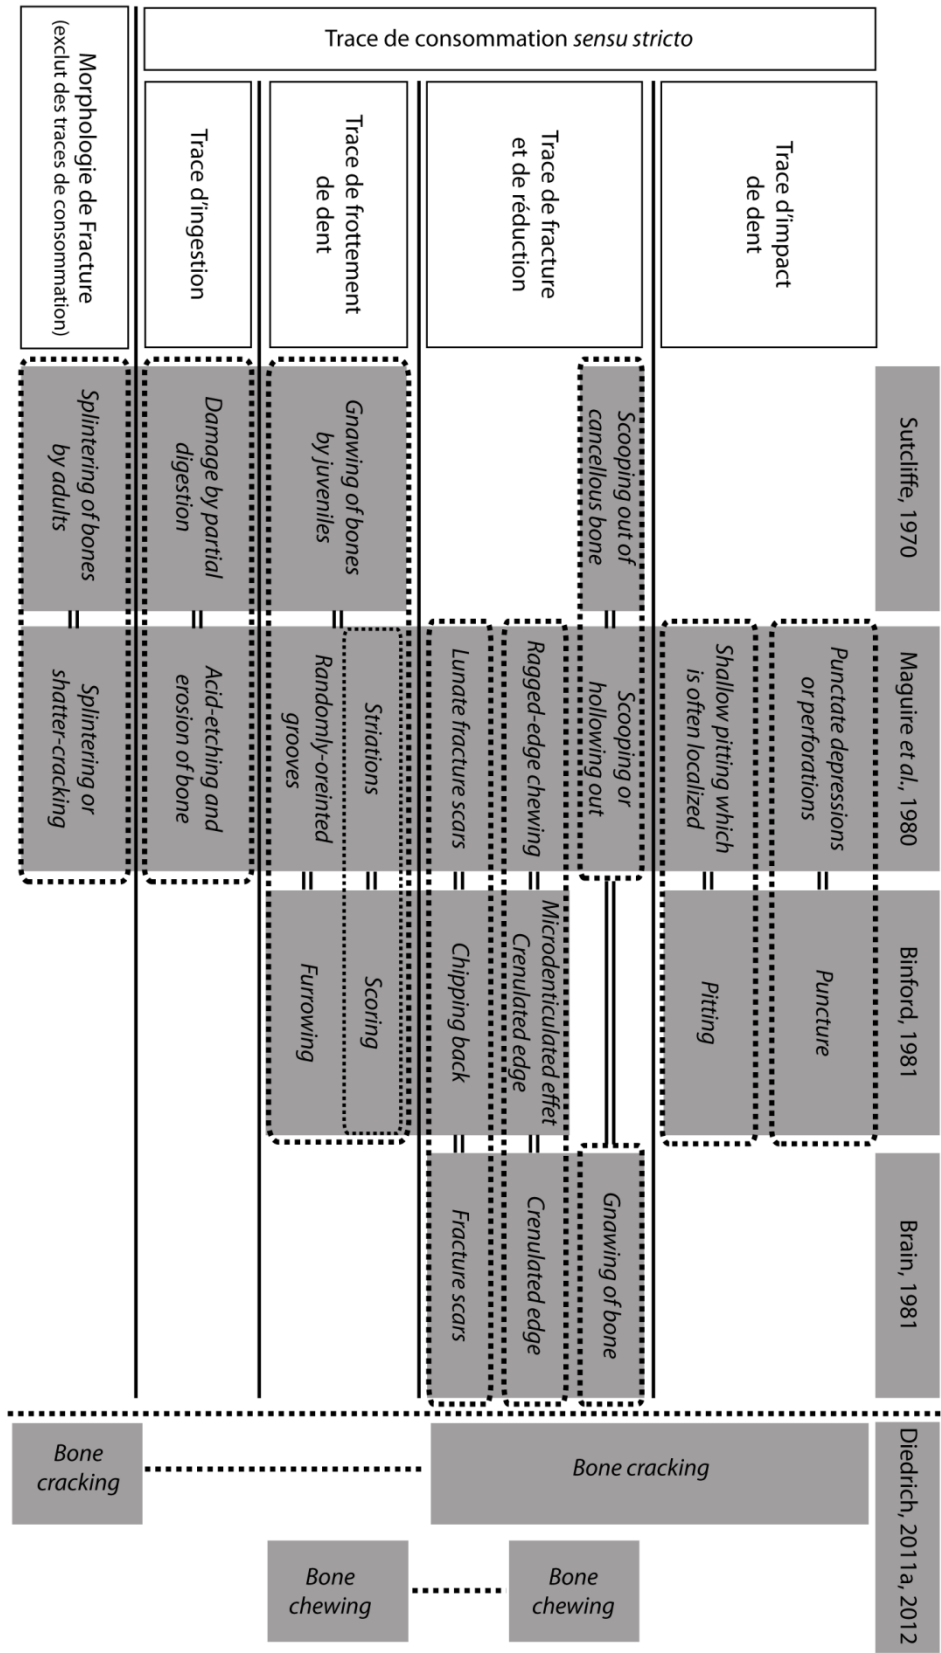 Trace de consommation sensu stricto
Morphologie de Fracture
(exclut des traces de consommation)
Trace d'ingestion
Trace de frottement
de dent
Trace de fracture
et de réduction
Trace d'impact
de dent
Sutcliffe, 1970
Scooping out of
cancellous bone
Gnawing of bones
by juveniles
Damage by partial
digestion
Splintering of bones
by adults
Maguire et al., 1980
Punctate depressions
or perforations
Shallow pitting which
is often localized
Scooping or
hollowing out
Ragged-edge chewing
Lunate fracture scars
Striations
Randomly-oreinted
grooves
Acid-etching and
erosion of bone
Splintering or
shatter-cracking
Binford, 1981
Puncture
Pitting
Microdenticulated effet
Crenulated edge
Chipping back
Scoring
Furrowing
Brain, 1981
Gnawing of bone
Crenulated edge
Fracture scars
Diedrich, 2011a, 2012
Bone cracking
Bone
cracking
Bone
chewing
Bone
chewing